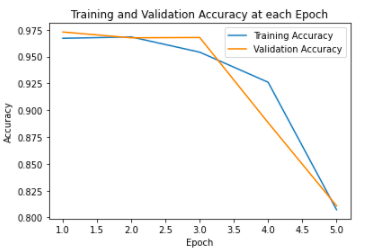 Training and Validation Accuracy at each Epoch
Training Accuracy
Validation Accuracy
Accuracy
0.975
0.950
0.925
0.900
0.875
0.850
0.825
0.800
1.0 1.5 2.0 2.5 3.0 3.5 4.0 4.5 5.0
Epoch